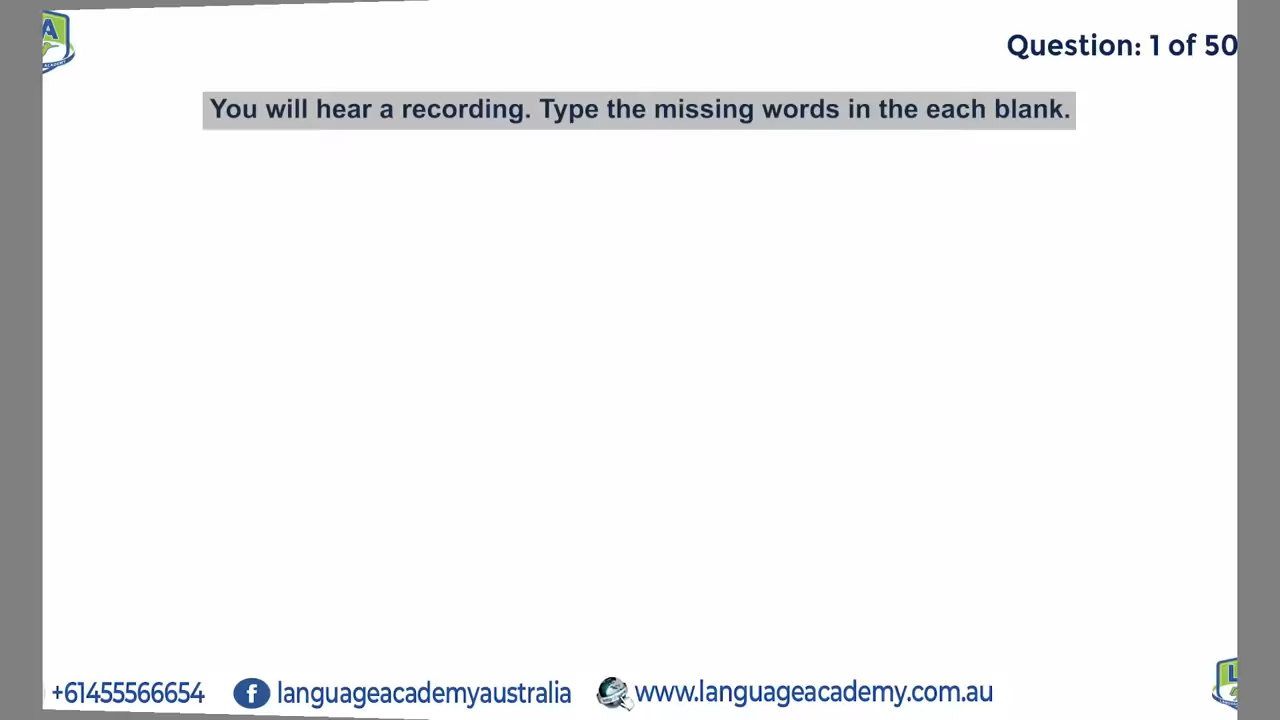 Question: 1 of 50
You will hear a recording. Type the missing words in the each blank.
+61455566654 languageacademyaustralia www.languageacademy.com.au